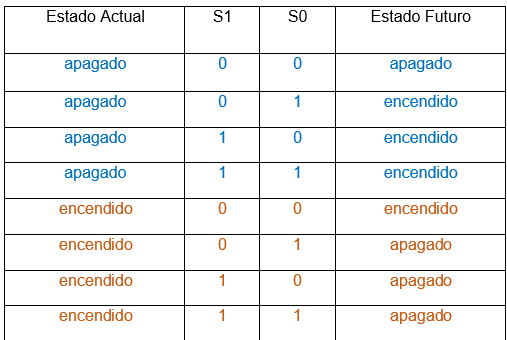 Estado Actual S1 S0 Estado Futuro
apagado 0 0 apagado
apagado 0 1 encendido
apagado 1 0 encendido
apagado 1 1 encendido
encendido 0 0 encendido
encendido 0 1 apagado
encendido 1 0 apagado
encendido 1 1 apagado